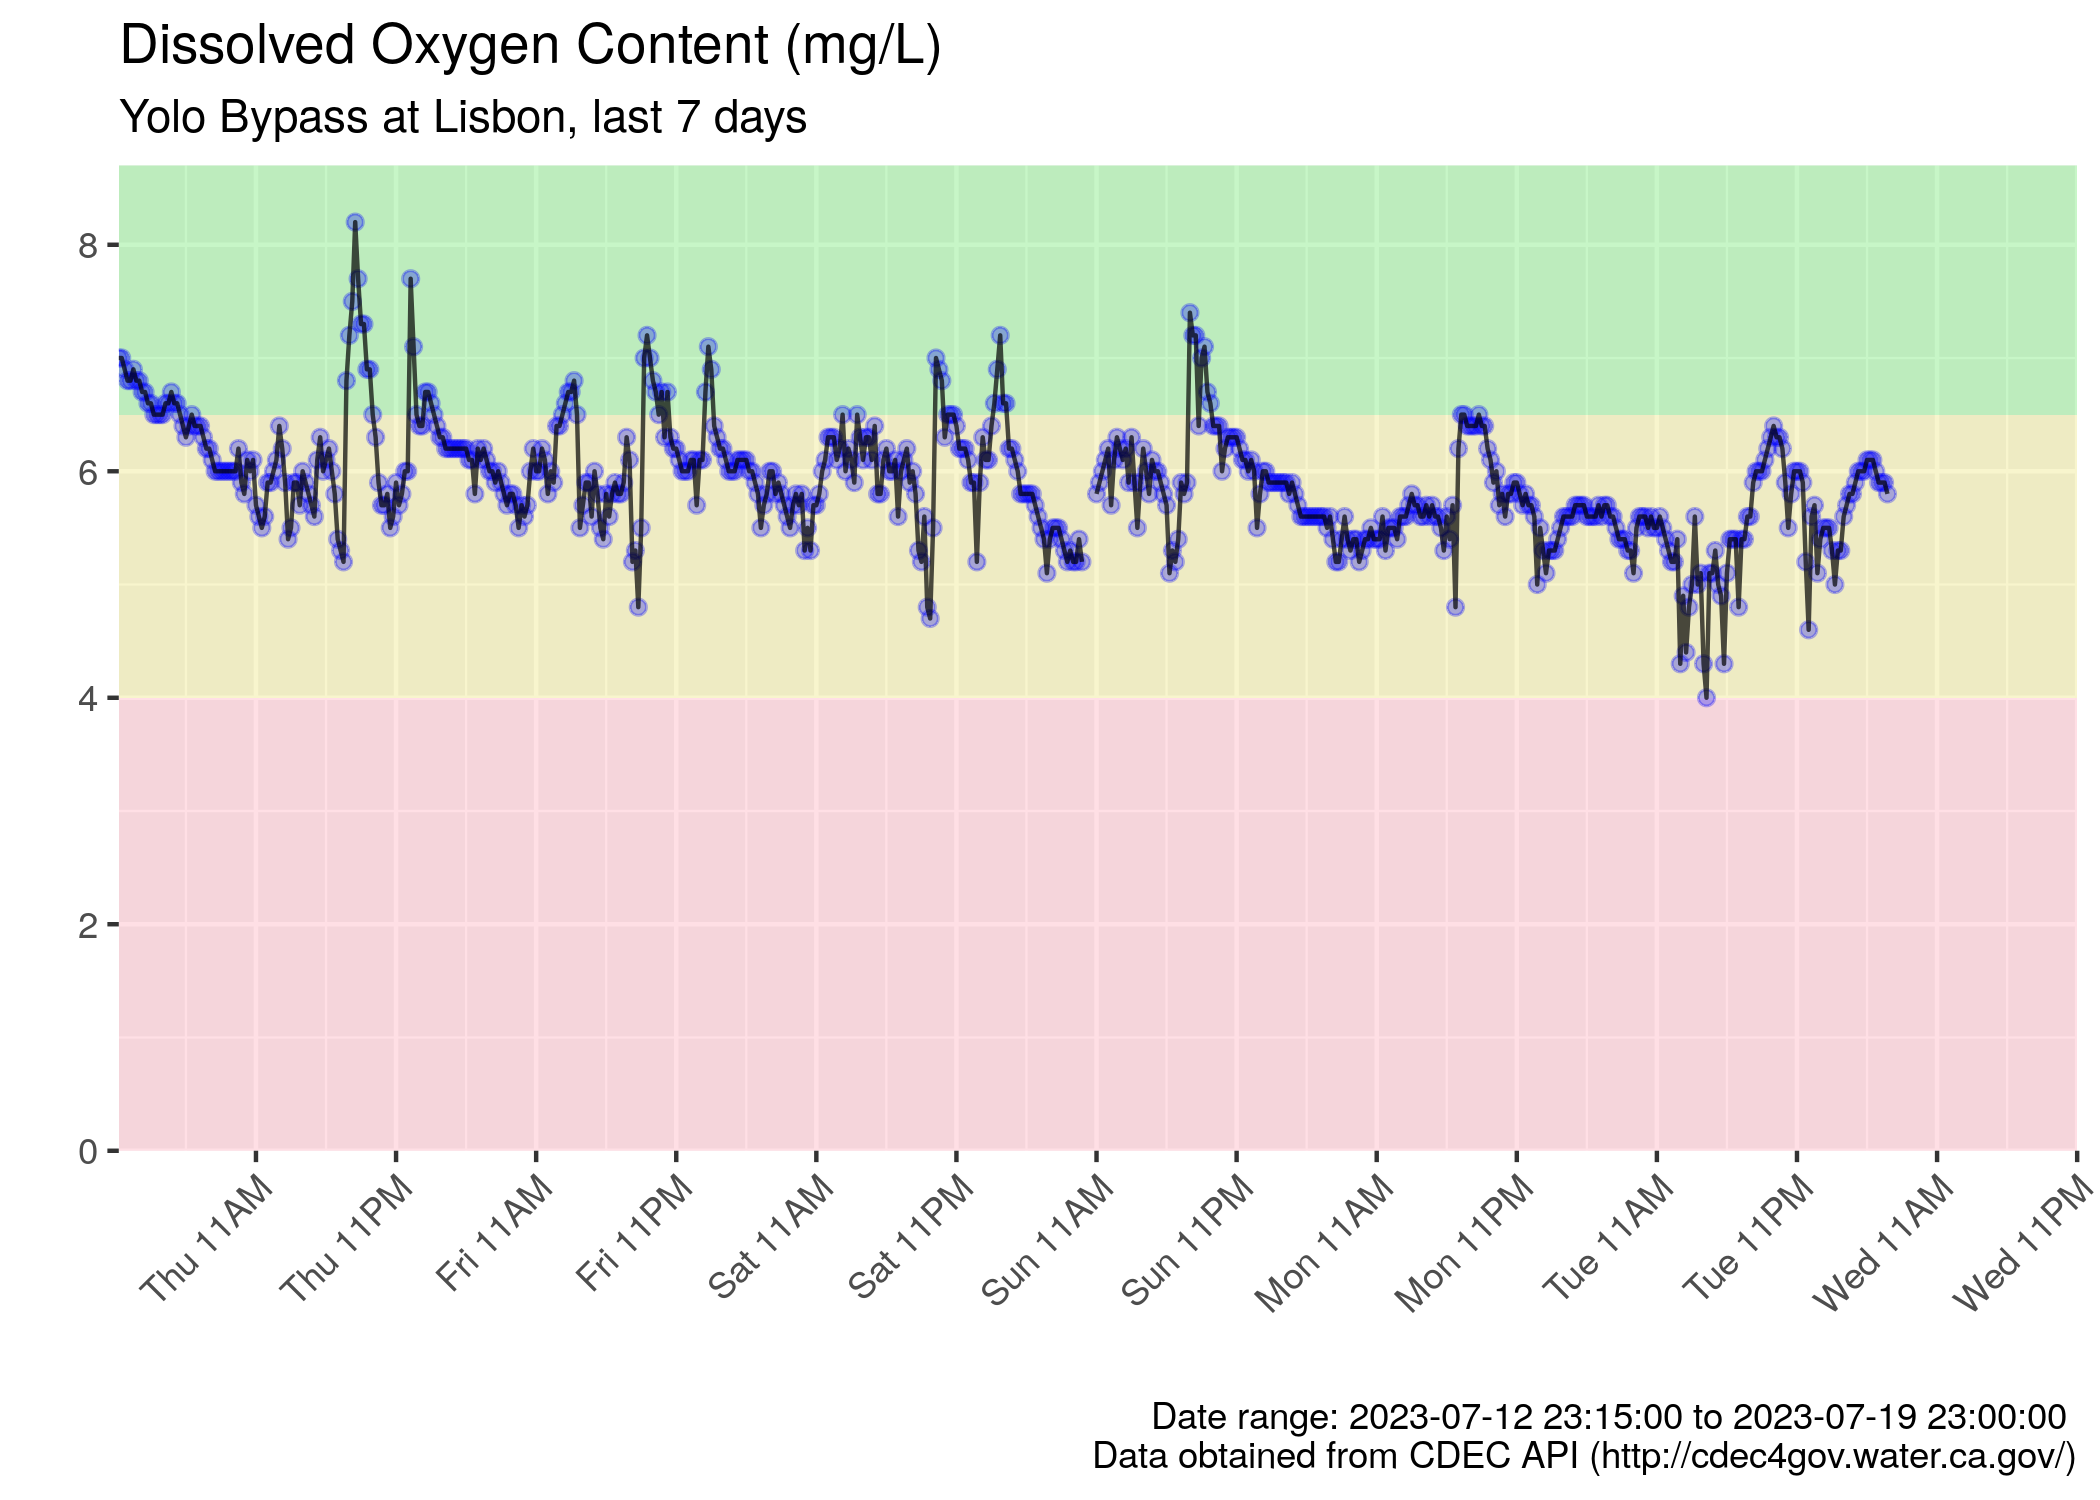 Dissolved Oxygen Content (mg/L)
Yolo Bypass at Lisbon, last 7 days
8
6
4
2
0
Thu 11AM
Thu 11PM
Fri 11AM
Fri 11PM
Sat 11AM
Sat 11PM
Sun 11AM
Sun 11PM
Mon 11AM
Mon 11PM
Tue 11AM
Tue 11PM
Wed 11AM
Wed 11PM
Date range: 2023-07-12 23:15:00 to 2023-07-19 23:00:00
Data obtained from CDEC API (http://cdec4gov.water.ca.gov/)